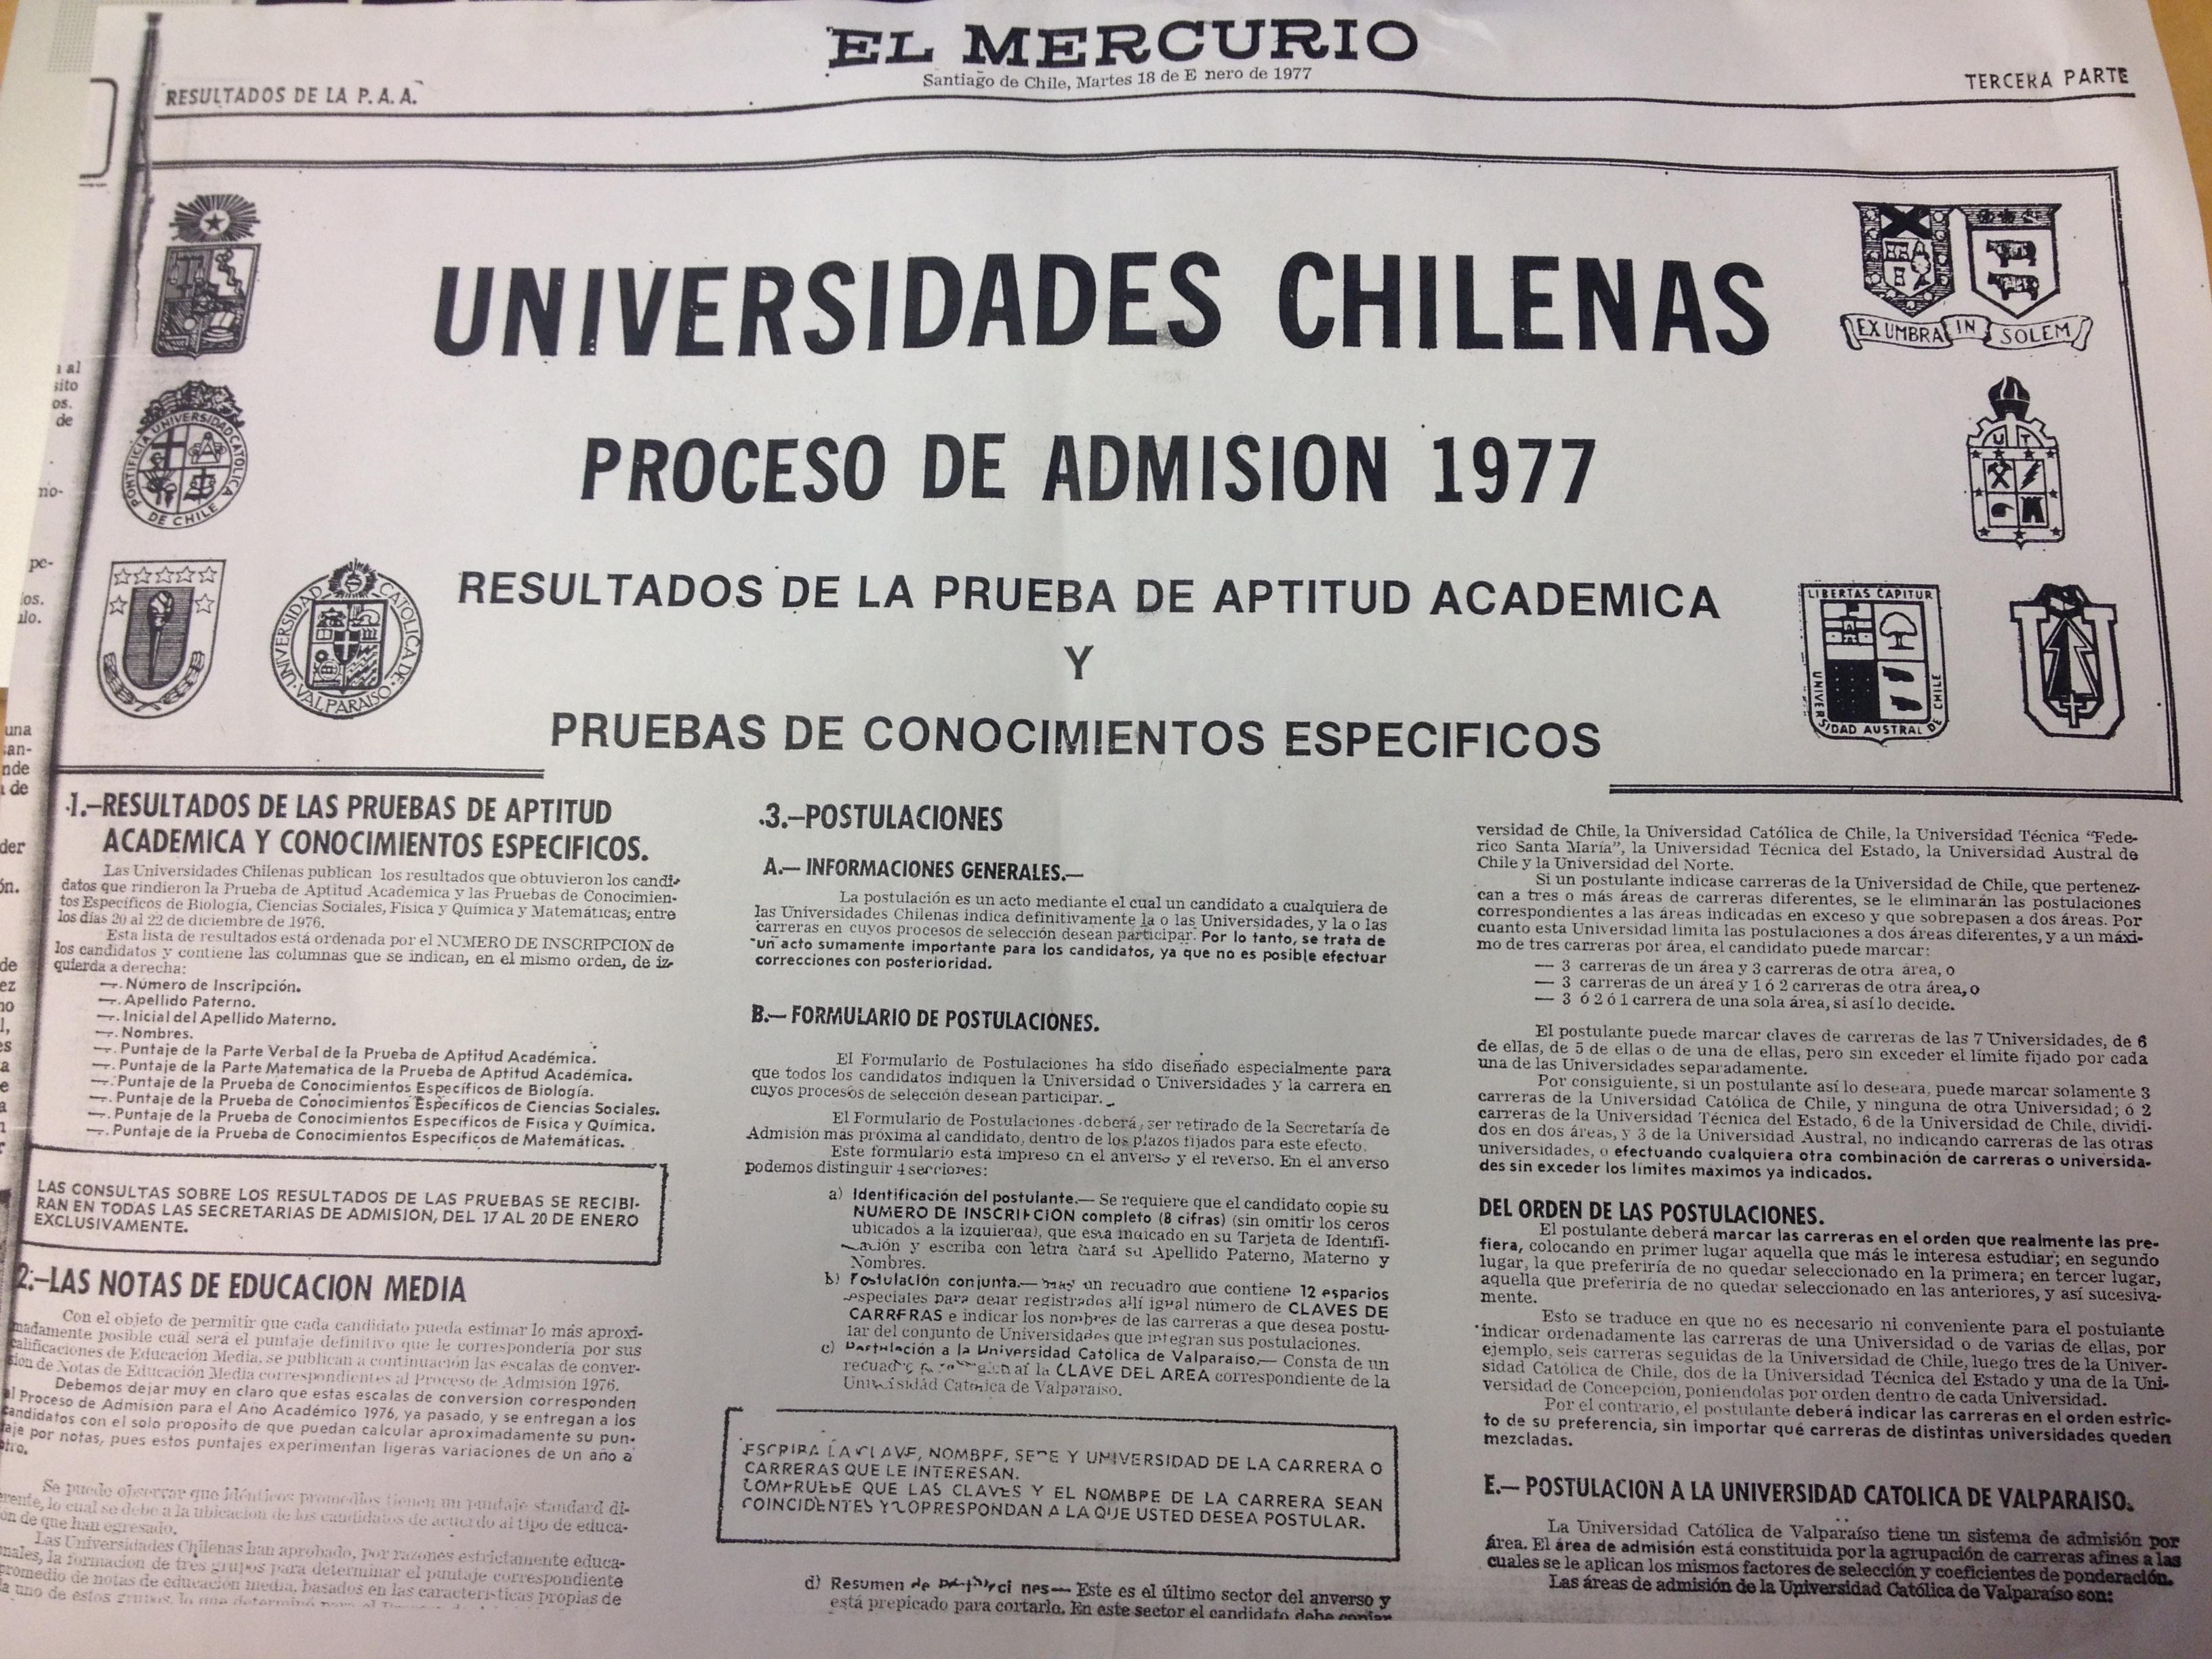 EL MERCURIO
Santiago de Chile, Martes 18 de E nero de 1977
RESULTADOS DE LA P. A. A.
TERCERA PARTE
UNIVERSIDADES CHILENAS
PROCESO DE ADMISION 1977
RESULTADOS DE LA PRUEBA DE APTITUD ACADEMICA
Y
PRUEBAS DE CONOCIMIENTOS ESPECIFICOS
PONTIFICIA UNIVERSIDAD CATOLICA
DE CHILE
UNIVERSIDAD CATOLICA DE
VALPARAISO
EX UMBRA IN SOLEM
U T
LIBERTAS CAPITUR
UNIVERSIDAD AUSTRAL DE CHILE
1.—RESULTADOS DE LAS PRUEBAS DE APTITUD
ACADEMICA Y CONOCIMIENTOS ESPECIFICOS.
Las Universidades Chilenas publican los resultados que obtuvieron los candi-
datos que rindieron la Prueba de Aptitud Académica y las Pruebas de Conocimien-
tos Específicos de Biología, Ciencias Sociales, Física y Química y Matemáticas; entre
los días 20 al 22 de diciembre de 1976.
Esta lista de resultados está ordenada por el NUMERO DE INSCRIPCION de
los candidatos y contiene las columnas que se indican, en el mismo orden, de iz-
quierda a derecha:
—. Número de Inscripción.
—. Apellido Paterno.
—. Inicial del Apellido Materno.
—. Nombres.
—. Puntaje de la Parte Verbal de la Prueba de Aptitud Académica.
—. Puntaje de la Parte Matematica de la Prueba de Aptitud Académica.
—. Puntaje de la Prueba de Conocimientos Específicos de Biología.
—. Puntaje de la Prueba de Conocimientos Específicos de Ciencias Sociales.
—. Puntaje de la Prueba de Conocimientos Específicos de Física y Química.
—. Puntaje de la Prueba de Conocimientos Específicos de Matemáticas.
LAS CONSULTAS SOBRE LOS RESULTADOS DE LAS PRUEBAS SE RECIBI-
RAN EN TODAS LAS SECRETARIAS DE ADMISION, DEL 17 AL 20 DE ENERO
EXCLUSIVAMENTE.
2.—LAS NOTAS DE EDUCACION MEDIA
Con el objeto de permitir que cada candidato pueda estimar lo más aproxi-
madamente posible cuál será el puntaje definitivo que le correspondería por sus
calificaciones de Educación Media, se publican a continuación las escalas de conver-
sion de Notas de Educación Media correspondientes al Proceso de Admisión 1976.
Debemos dejar muy en claro que estas escalas de conversion corresponden
al Proceso de Admisión para el Año Académico 1976, ya pasado, y se entregan a los
candidatos con el solo proposito de que puedan calcular aproximadamente su pun-
taje por notas, pues estos puntajes experimentan ligeras variaciones de un año a
otro.
Se puede observar que idénticos promedios tienen un puntaje standard di-
erente, lo cual se debe a la ubicación de los candidatos de acuerdo al tipo de educa-
ón de que han egresado.
Las Universidades Chilenas han aprobado, por razones estrictamente educa-
nales, la formación de tres grupos para determinar el puntaje correspondiente
promedio de notas de educación media, basados en las características propias de
a uno de estos grupos, lo que determinó para el
3.—POSTULACIONES
A.— INFORMACIONES GENERALES.—
La postulación es un acto mediante el cual un candidato a cualquiera de
las Universidades Chilenas indica definitivamente la o las Universidades, y la o las
carreras en cuyos procesos de selección desean participar. Por lo tanto, se trata de
un acto sumamente importante para los candidatos, ya que no es posible efectuar
correcciones con posterioridad.
B.— FORMULARIO DE POSTULACIONES.
El Formulario de Postulaciones ha sido diseñado especialmente para
que todos los candidatos indiquen la Universidad o Universidades y la carrera en
cuyos procesos de selección desean participar.
El Formulario de Postulaciones deberá, ser retirado de la Secretaría de
Admisión más próxima al candidato, dentro de los plazos fijados para este efecto.
Este formulario está impreso en el anverso y el reverso. En el anverso
podemos distinguir 4 secciones:
a) Identificación del postulante.— Se requiere que el candidato copie su
NUMERO DE INSCRIPCION completo (8 cifras) (sin omitir los ceros
ubicados a la izquierda), que esta indicado en su Tarjeta de Identifi-
cación y escriba con letra clara su Apellido Paterno, Materno y
Nombres.
b) Postulación conjunta.— Hay un recuadro que contiene 12 espacios
especiales para dejar registrados allí igual número de CLAVES DE
CARRERAS e indicar los nombres de las carreras a que desea postu-
lar del conjunto de Universidades que integran sus postulaciones.
c) Postulación a la Universidad Católica de Valparaíso.— Consta de un
recuadro la CLAVE DEL AREA correspondiente de la
Universidad Católica de Valparaíso.
ESCRIBA LA CLAVE, NOMBRE, SEDE Y UNIVERSIDAD DE LA CARRERA O
CARRERAS QUE LE INTERESAN.
COMPRUEBE QUE LAS CLAVES Y EL NOMBRE DE LA CARRERA SEAN
COINCIDENTES Y CORRESPONDAN A LA QUE USTED DESEA POSTULAR.
d) Resumen de — Este es el último sector del anverso y
está prepicado para cortarlo. En este sector el candidato debe copiar
versidad de Chile, la Universidad Católica de Chile, la Universidad Técnica "Fede-
rico Santa María", la Universidad Técnica del Estado, la Universidad Austral de
Chile y la Universidad del Norte.
Si un postulante indicase carreras de la Universidad de Chile, que pertenez-
can a tres o más áreas de carreras diferentes, se le eliminarán las postulaciones
correspondientes a las áreas indicadas en exceso y que sobrepasen a dos áreas. Por
cuanto esta Universidad limita las postulaciones a dos áreas diferentes, y a un máxi-
mo de tres carreras por área, el candidato puede marcar:
— 3 carreras de un área y 3 carreras de otra área, o
— 3 carreras de un área y 1 ó 2 carreras de otra área, o
— 3 ó 2 ó 1 carrera de una sola área, si así lo decide.
El postulante puede marcar claves de carreras de las 7 Universidades, de 6
de ellas, de 5 de ellas o de una de ellas, pero sin exceder el límite fijado por cada
una de las Universidades separadamente.
Por consiguiente, si un postulante así lo deseara, puede marcar solamente 3
carreras de la Universidad Católica de Chile, y ninguna de otra Universidad; ó 2
carreras de la Universidad Técnica del Estado, 6 de la Universidad de Chile, dividi-
dos en dos áreas, y 3 de la Universidad Austral, no indicando carreras de las otras
universidades, o efectuando cualquiera otra combinación de carreras o universida-
des sin exceder los límites máximos ya indicados.
DEL ORDEN DE LAS POSTULACIONES.
El postulante deberá marcar las carreras en el orden que realmente las pre-
fiera, colocando en primer lugar aquella que más le interesa estudiar; en segundo
lugar, la que preferiría de no quedar seleccionado en la primera; en tercer lugar,
aquella que preferiría de no quedar seleccionado en las anteriores, y así sucesiva-
mente.
Esto se traduce en que no es necesario ni conveniente para el postulante
indicar ordenadamente las carreras de una Universidad o de varias de ellas, por
ejemplo, seis carreras seguidas de la Universidad de Chile, luego tres de la Univer-
sidad Católica de Chile, dos de la Universidad Técnica del Estado y una de la Uni-
versidad de Concepción, poniéndolas por orden dentro de cada Universidad.
Por el contrario, el postulante deberá indicar las carreras en el orden estric-
to de su preferencia, sin importar qué carreras de distintas universidades queden
mezcladas.
E.— POSTULACION A LA UNIVERSIDAD CATOLICA DE VALPARAISO.
La Universidad Católica de Valparaíso tiene un sistema de admisión por
área. El área de admisión está constituida por la agrupación de carreras afines a las
cuales se le aplican los mismos factores de selección y coeficientes de ponderación.
Las áreas de admisión de la Universidad Católica de Valparaíso son: